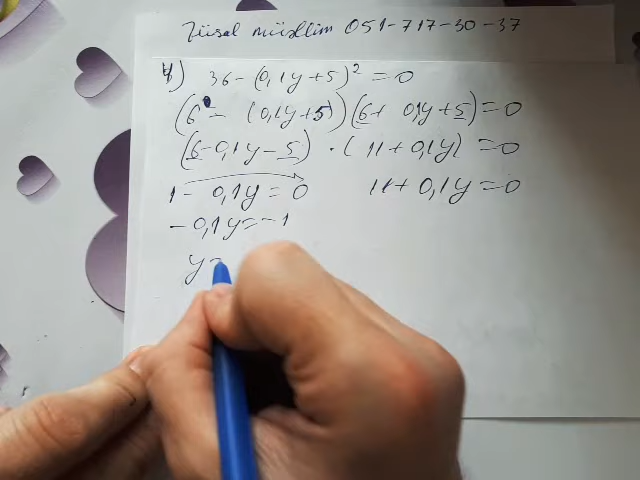 Züsal müəllim 051-717-30-37
4) 36-(0,1y+5)²=0
(6-(0,1y+5))(6+0,1y+5)=0
(6-0,1y-5)·(11+0,1y)=0
1-0,1y=0 11+0,1y=0
-0,1y=-1
y=